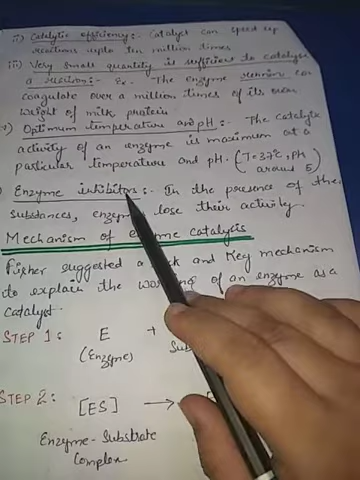 ii) Catalytic efficiency:- Catalyst can speed up
reactions upto ten million times
iii) Very small quantity is sufficient to catalyse
a reaction:- Ex. The enzyme rennin can
coagulate over a million times of its own
weight of milk protein
Optimum temperature and pH:- The catalytic
activity of an enzyme is maximum at a
particular temperature and pH. (T=37°C, pH
around 5)
Enzyme inhibitors:- In the presence of the
substances, enzymes lose their activity.
Mechanism of enzyme catalysis
Fisher suggested a lock and Key mechanism
to explain the working of an enzyme as a
catalyst.
STEP 1: E +
(Enzyme)
STEP 2: [ES] →
Enzyme-Substrate
Complex